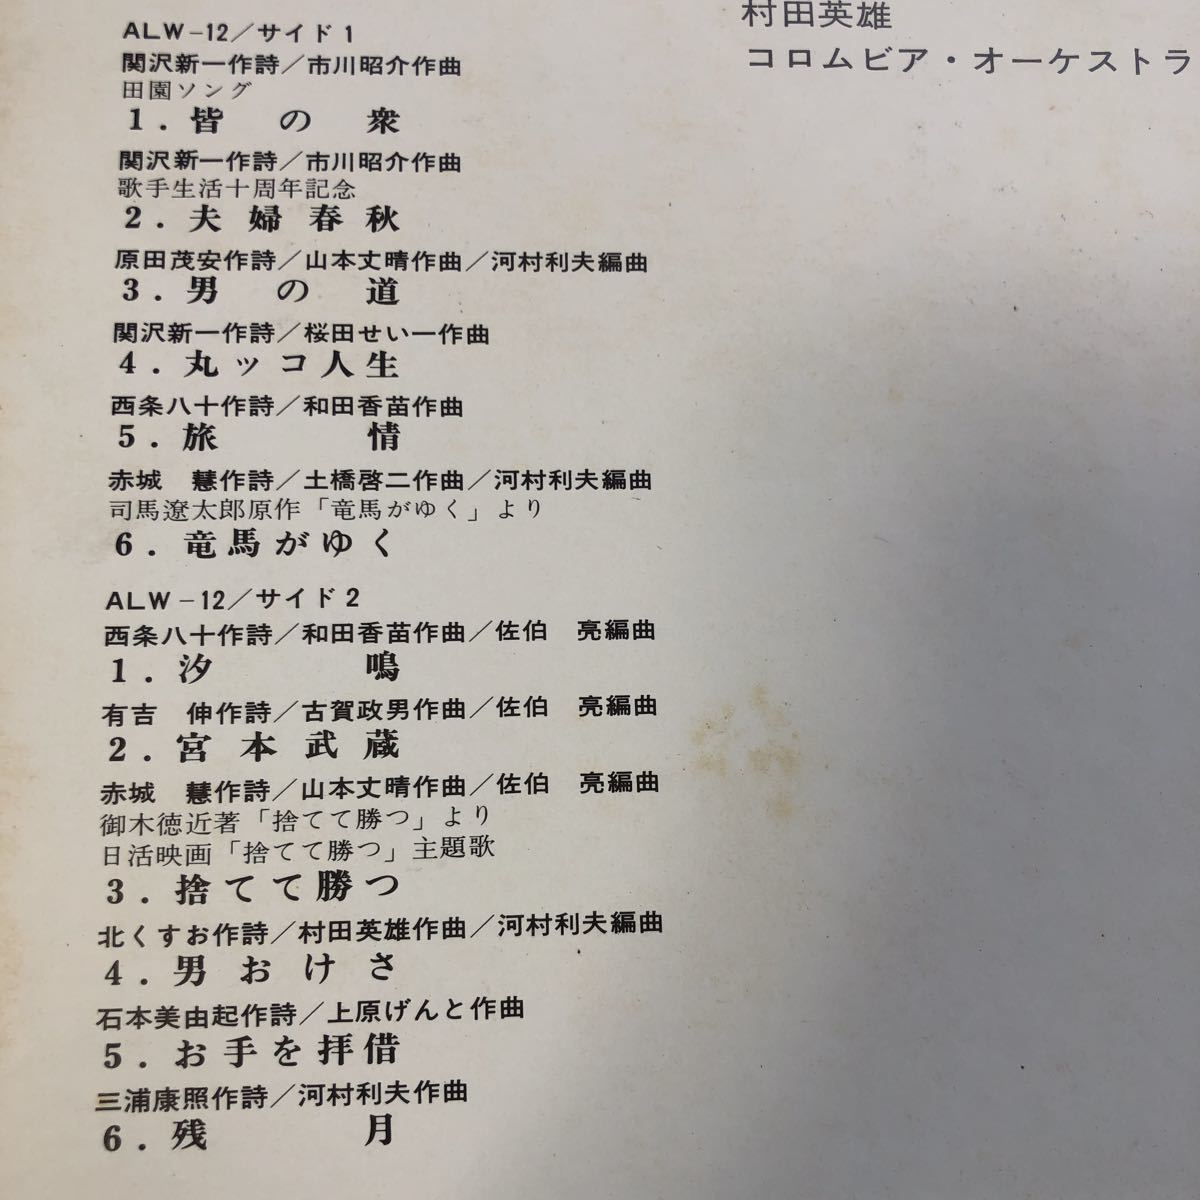 村田英雄
コロムビア・オーケストラ
ALW-12/サイド1
関沢新一作詩/市川昭介作曲
田園ソング
1. 皆の衆
関沢新一作詩/市川昭介作曲
歌手生活十周年記念
2. 夫婦春秋
原田茂安作詩/山本丈晴作曲/河村利夫編曲
3. 男の道
関沢新一作詩/桜田せい一作曲
4. 丸ッコ人生
西条八十作詩/和田香苗作曲
5. 旅情
赤城 慧作詩/土橋啓二作曲/河村利夫編曲
司馬遼太郎原作「竜馬がゆく」より
6. 竜馬がゆく
ALW-12/サイド2
西条八十作詩/和田香苗作曲/佐伯 亮編曲
1. 汐鳴
有吉 伸作詩/古賀政男作曲/佐伯 亮編曲
2. 宮本武蔵
赤城 慧作詩/山本丈晴作曲/佐伯 亮編曲
御木徳近著「捨てて勝つ」より
日活映画「捨てて勝つ」主題歌
3. 捨てて勝つ
北くすお作詩/村田英雄作曲/河村利夫編曲
4. 男おけさ
石本美由起作詩/上原げんと作曲
5. お手を拝借
三浦康照作詩/河村利夫作曲
6. 残月